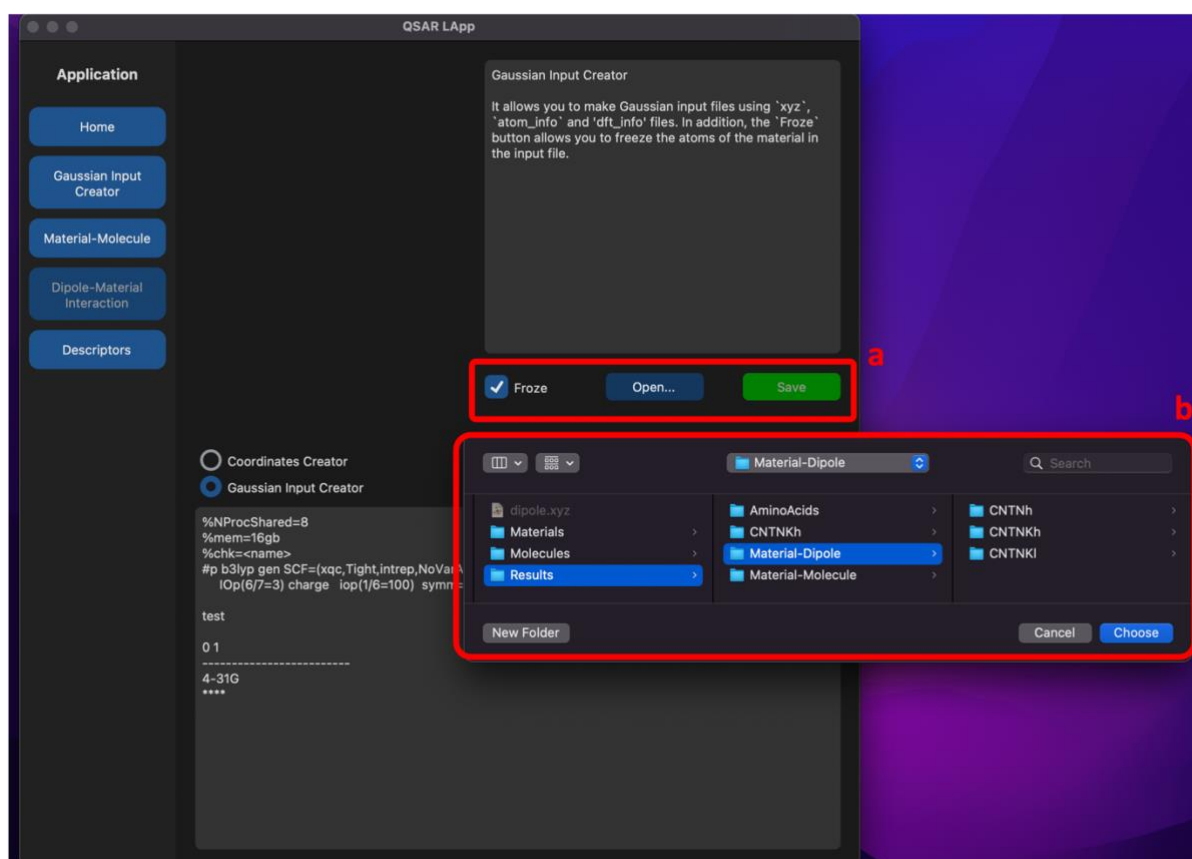 QSAR LApp
Application
Home
Gaussian Input
Creator
Material-Molecule
Dipole-Material
Interaction
Descriptors
Gaussian Input Creator
It allows you to make Gaussian input files using `xyz`,
`atom_info` and 'dft_info' files. In addition, the `Froze`
button allows you to freeze the atoms of the material in
the input file.
a
Froze
Open...
Save
b
Coordinates Creator
Gaussian Input Creator
%NProcShared=8
%mem=16gb
%chk=<name>
#p b3lyp gen SCF=(xqc,Tight,intrep,NoVarA
IOp(6/7=3) charge iop(1/6=100) symm=
test
0 1
-------------------------
4-31G
****
Material-Dipole
Search
dipole.xyz
Materials
Molecules
Results
AminoAcids
CNTNKh
Material-Dipole
Material-Molecule
CNTNh
CNTNKh
CNTNKl
New Folder
Cancel
Choose